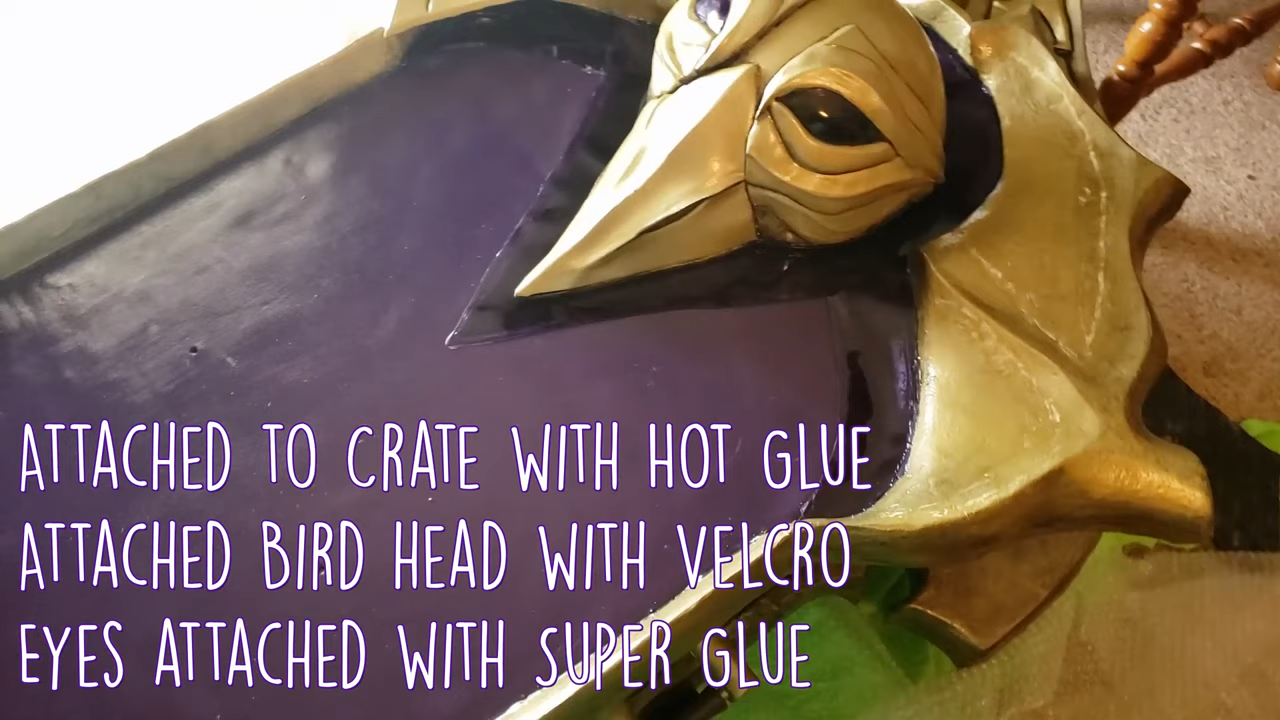 ATTACHED TO CRATE WITH HOT GLUE
ATTACHED BIRD HEAD WITH VELCRO
EYES ATTACHED WITH SUPER GLUE